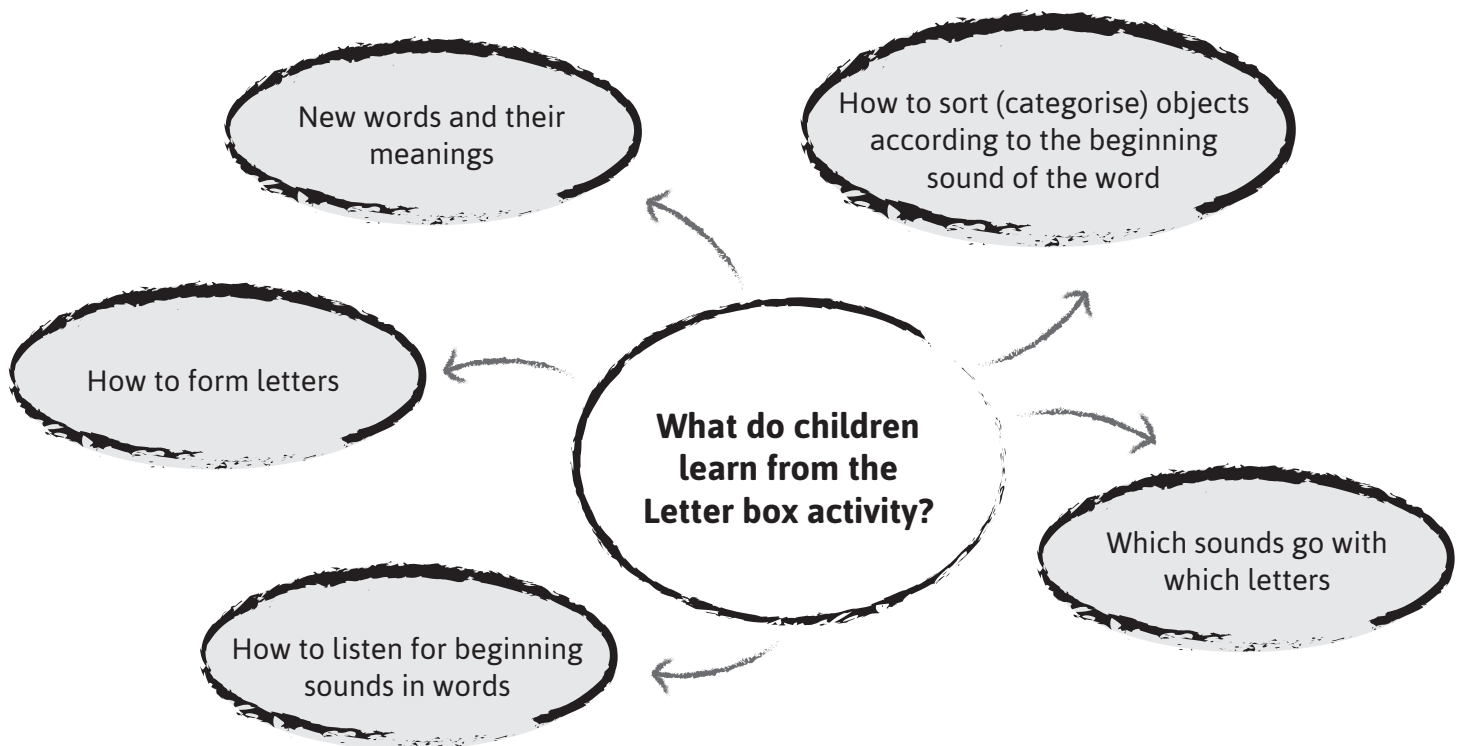 New words and their
meanings
How to sort (categorise) objects
according to the beginning
sound of the word
How to form letters
What do children
learn from the
Letter box activity?
Which sounds go with
which letters
How to listen for beginning
sounds in words